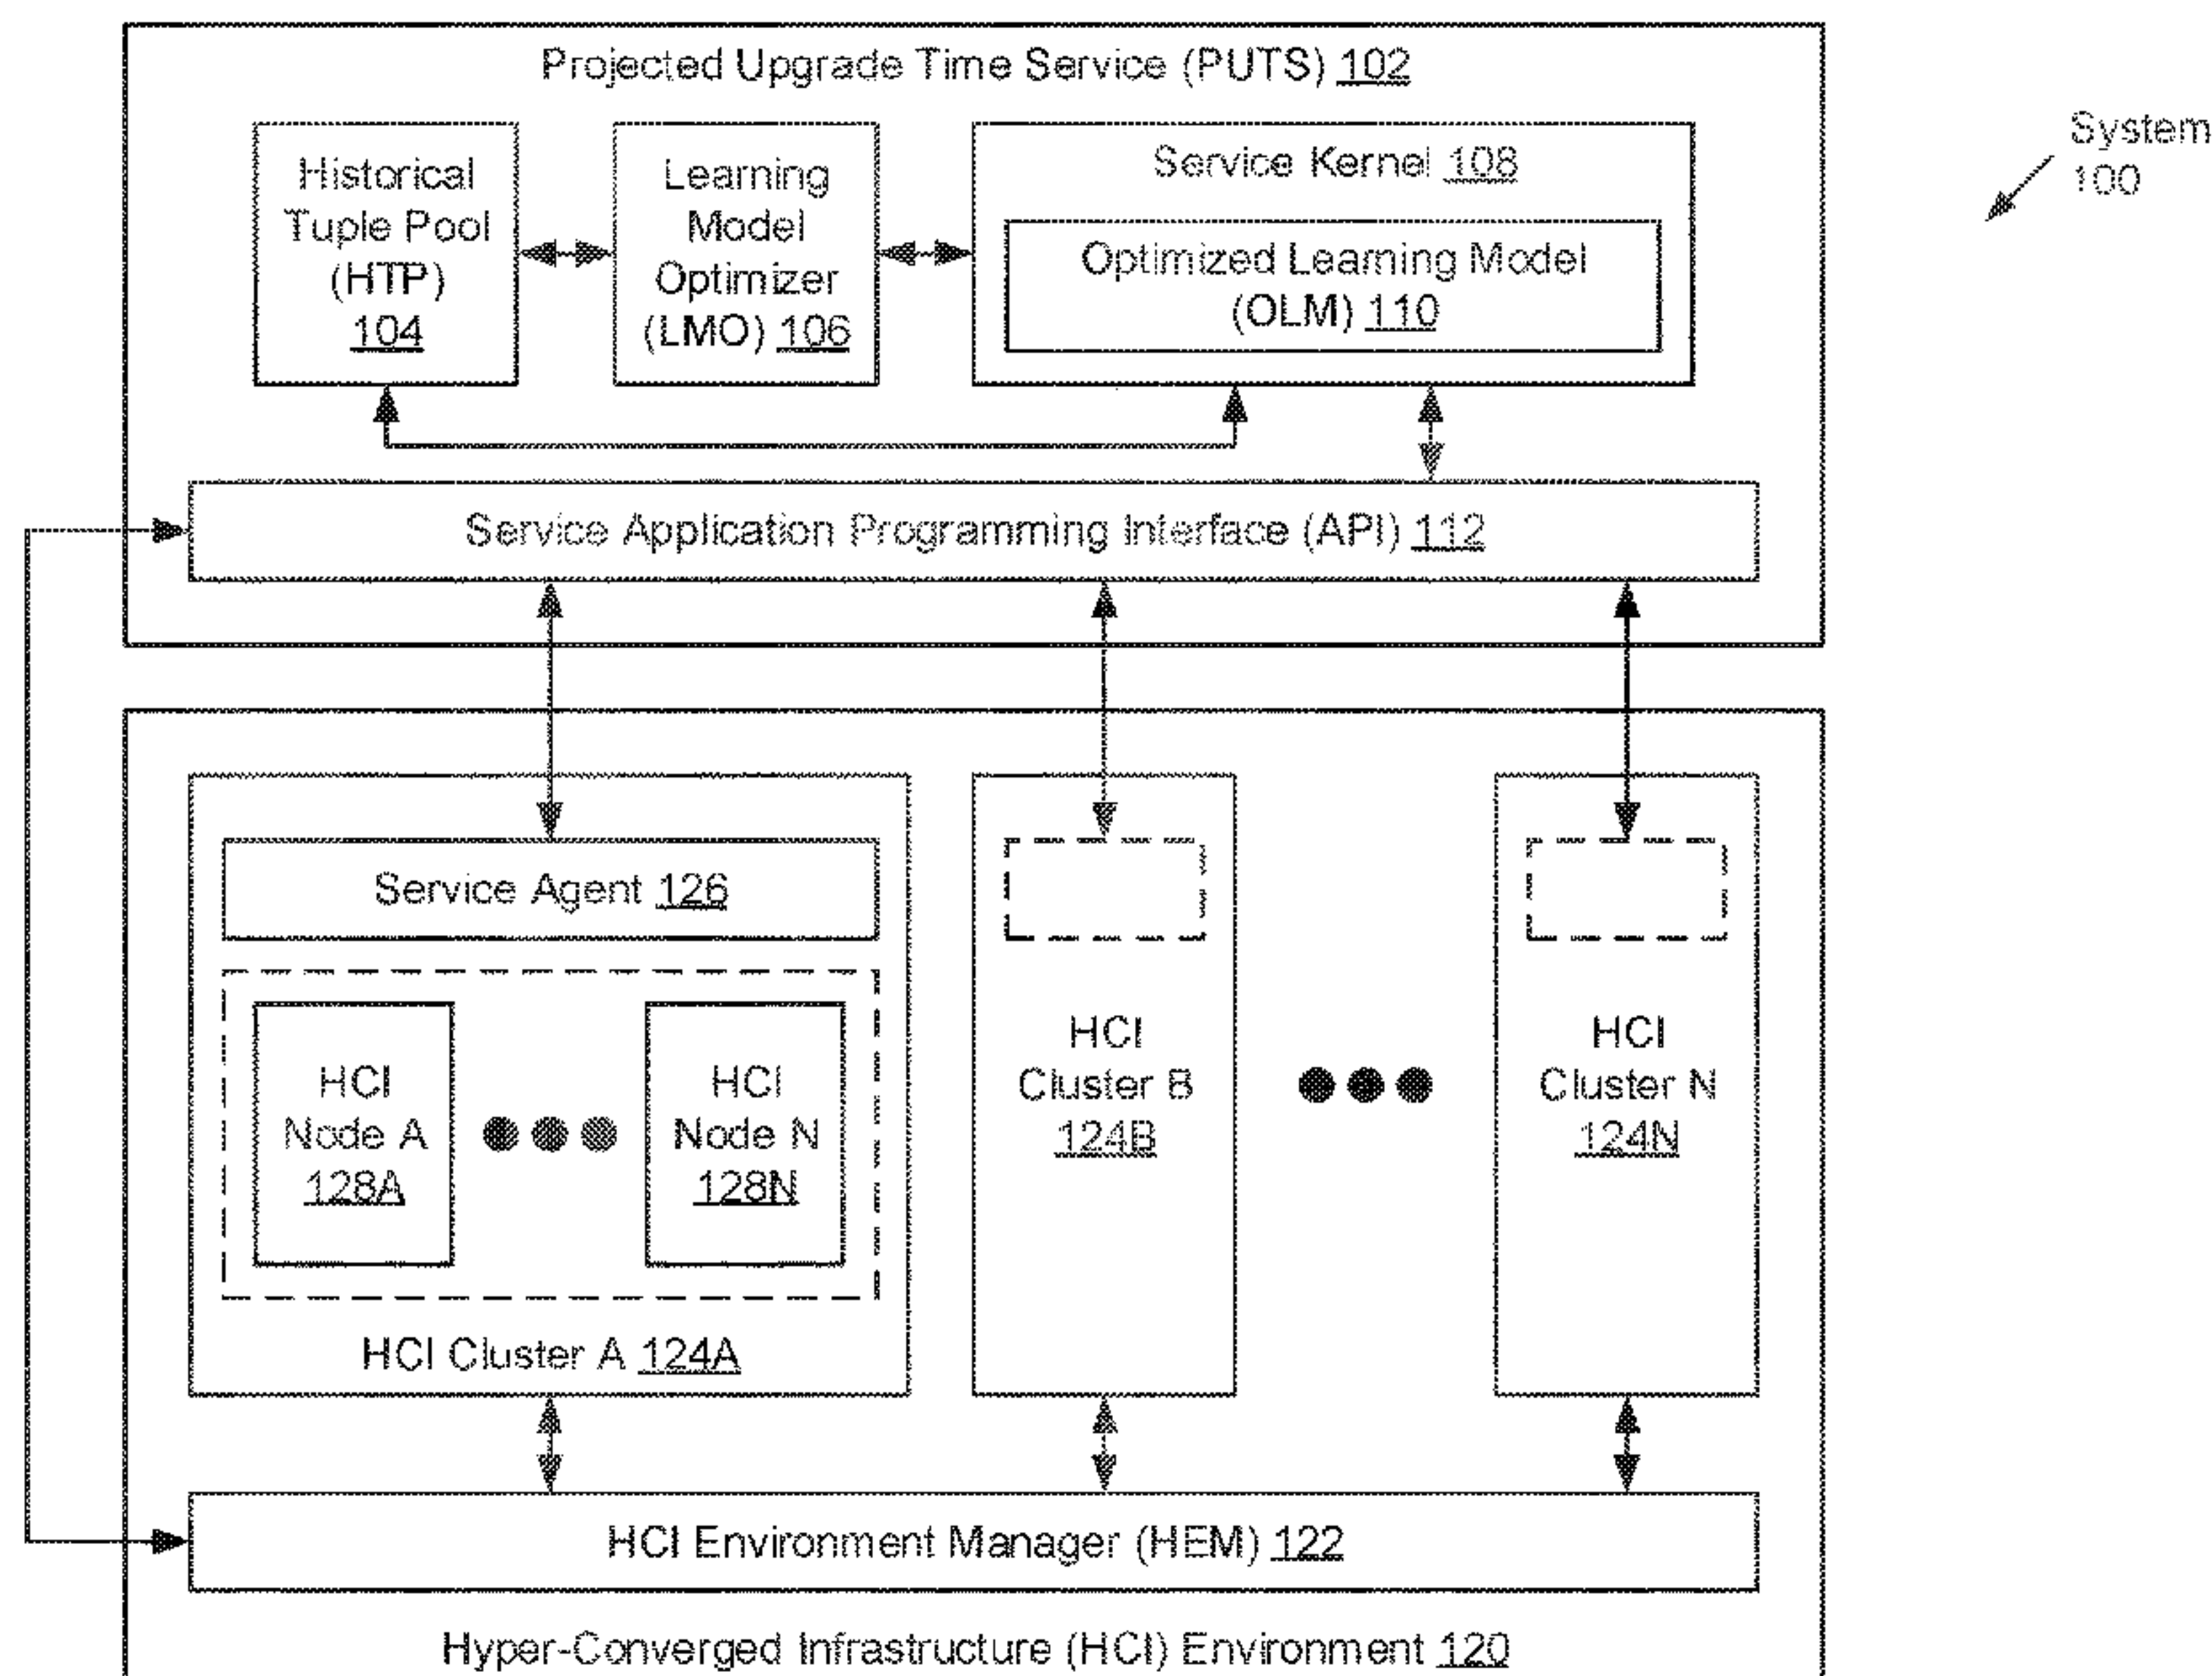 Projected Upgrade Time Service (PUTS) 102
System
100
Historical
Tuple Pool
(HTP)
104
Learning
Model
Optimizer
(LMO) 106
Service Kernel 108
Optimized Learning Model
(OLM) 110
Service Application Programming Interface (API) 112
Service Agent 126
HCI
Node A
128A
HCI
Node N
128N
HCI Cluster A 124A
HCI
Cluster B
124B
HCI
Cluster N
124N
HCI Environment Manager (HEM) 122
Hyper-Converged Infrastructure (HCI) Environment 120